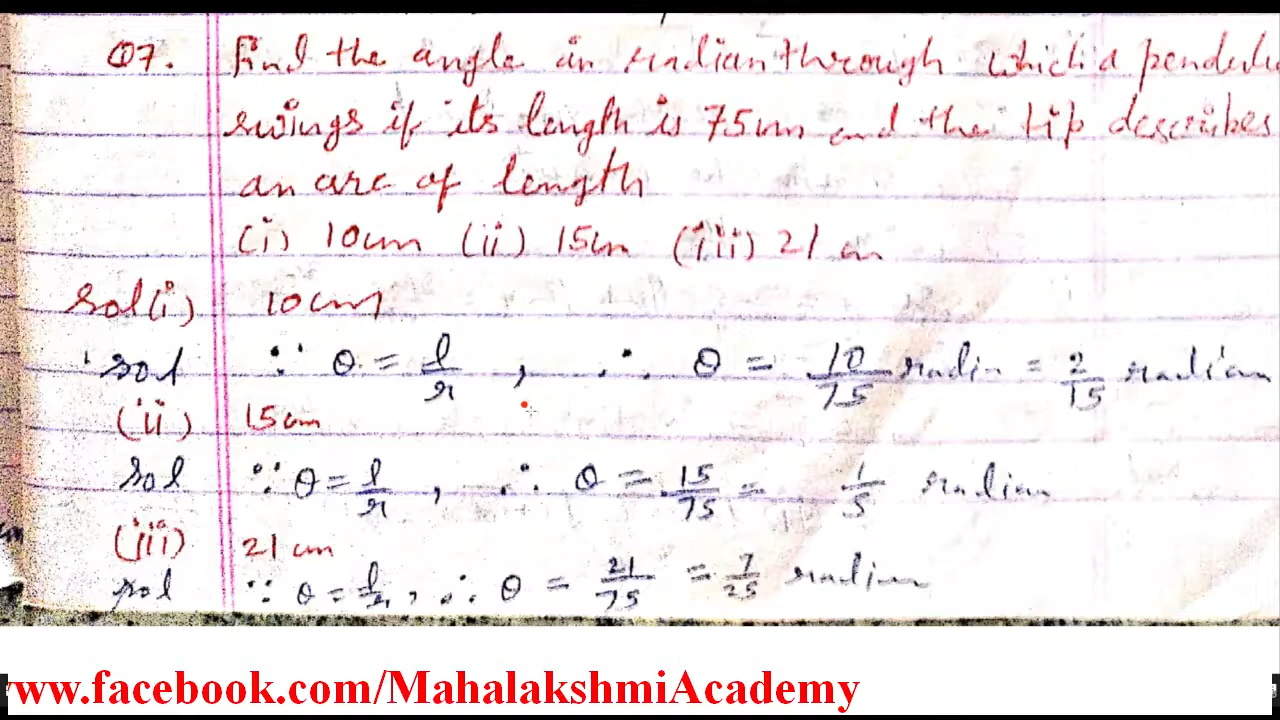 Q7. Find the angle in radian through which a pendulu
swings if its length is 75cm and the tip describes
an arc of length
(i) 10cm (ii) 15cm (iii) 21 cm
Sol(i) 10cm
sol ∵ θ = l/r , ∴ θ = 10/75 radin = 2/15 radian
(ii) 15cm
sol ∵ θ = l/r , ∴ θ = 15/75 = 1/5 radian
(iii) 21 cm
sol ∵ θ = l/r , ∴ θ = 21/75 = 7/25 radian
www.facebook.com/MahalakshmiAcademy